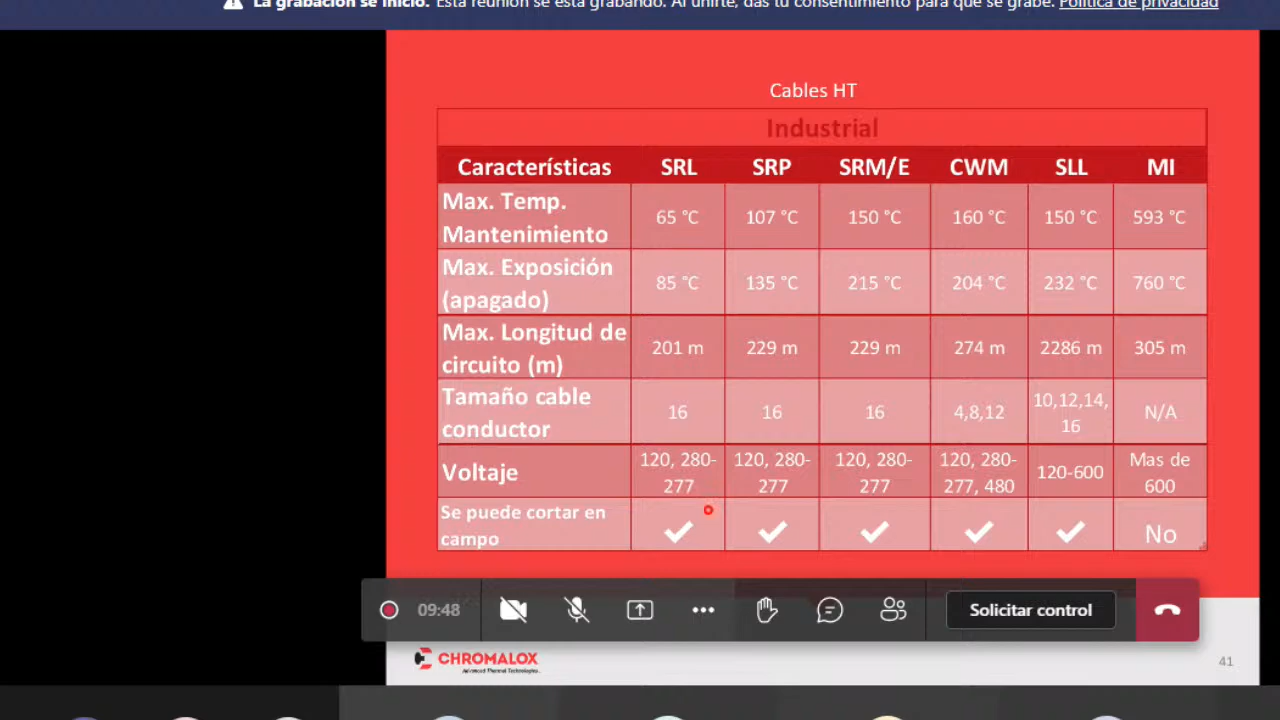 La grabación se inició. Esta reunión se está grabando. Al unirte, das tu consentimiento para que se grabe. Política de privacidad
Cables HT
Industrial
Características SRL SRP SRM/E CWM SLL MI
Max. Temp. Mantenimiento 65 °C 107 °C 150 °C 160 °C 150 °C 593 °C
Max. Exposición (apagado) 85 °C 135 °C 215 °C 204 °C 232 °C 760 °C
Max. Longitud de circuito (m) 201 m 229 m 229 m 274 m 2286 m 305 m
Tamaño cable conductor 16 16 16 4,8,12 10,12,14, 16 N/A
Voltaje 120, 280-277 120, 280-277 120, 280-277 120, 280-277, 480 120-600 Mas de 600
Se puede cortar en campo ✔ ✔ ✔ ✔ ✔ No
09:48 Solicitar control
CHROMALOX
Advanced Thermal Technologies
41